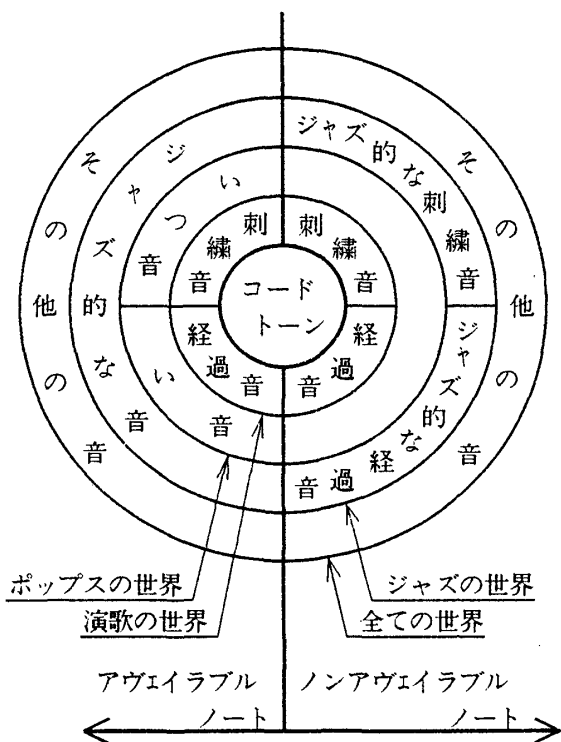 その他の音
ジャズ的な音
いつ音
い音
刺繍音
経過音
コード
トーン
刺繍音
経過音
ジャズ的な刺繍音
ジャズ的な経過音
その他の音
ポップスの世界
演歌の世界
ジャズの世界
全ての世界
アヴェイラブル
ノート
ノンアヴェイラブル
ノート